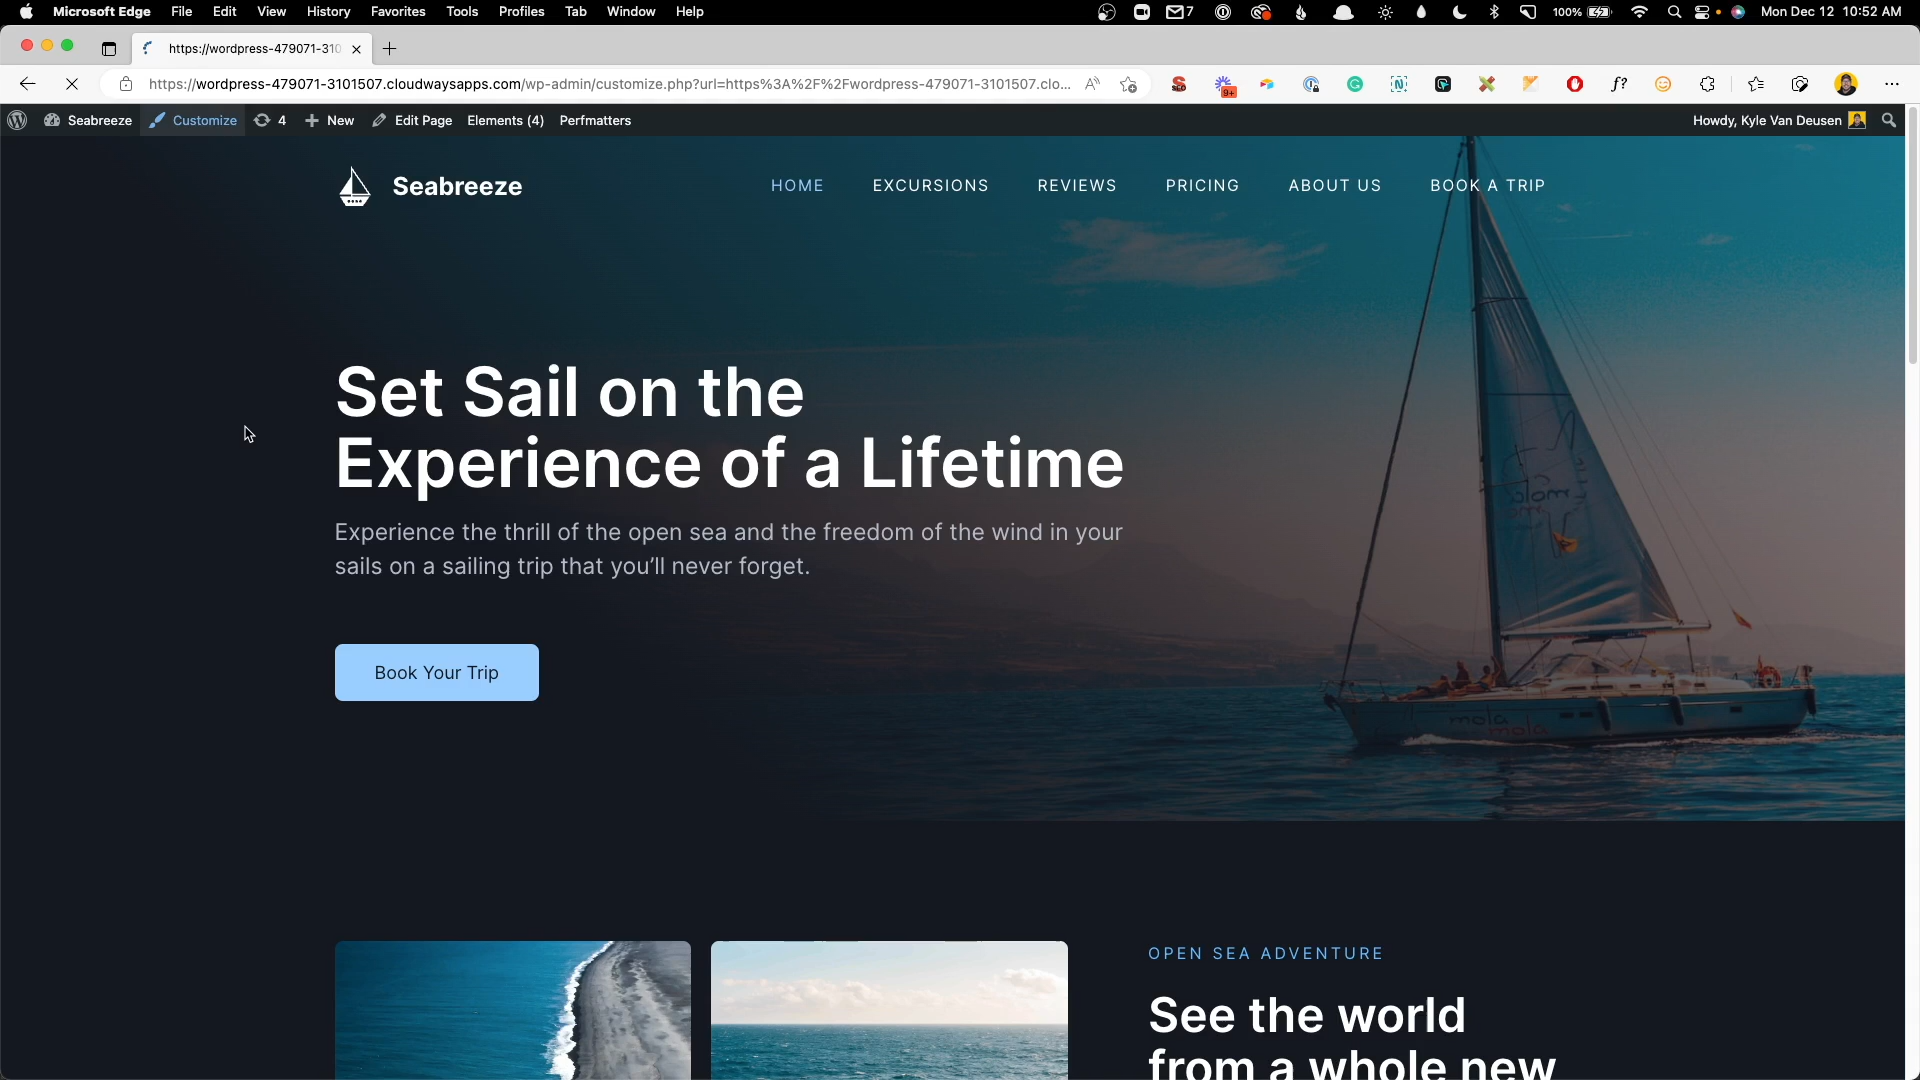 Microsoft Edge File Edit View History Favorites Tools Profiles Tab Window Help 7 100% Mon Dec 12 10:52 AM
https://wordpress-479071-310
https://wordpress-479071-3101507.cloudwaysapps.com/wp-admin/customize.php?url=https%3A%2F%2Fwordpress-479071-3101507.clo... 9+ f?
Seabreeze Customize 4 New Edit Page Elements (4) Perfmatters Howdy, Kyle Van Deusen
Seabreeze HOME EXCURSIONS REVIEWS PRICING ABOUT US BOOK A TRIP
Set Sail on the
Experience of a Lifetime
Experience the thrill of the open sea and the freedom of the wind in your
sails on a sailing trip that you’ll never forget.
Book Your Trip
mola
mola
OPEN SEA ADVENTURE
See the world
from a whole new